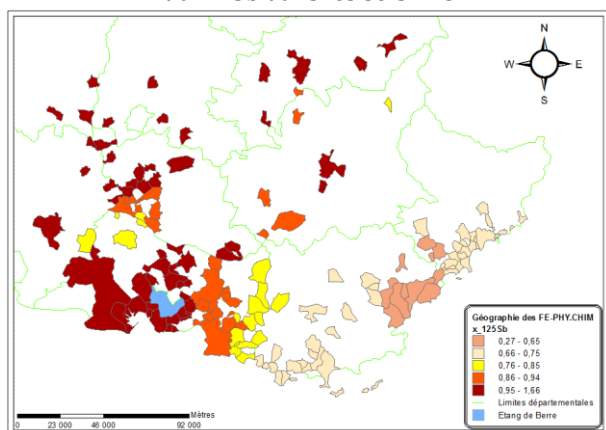 N
W
E
S
Géographie des FE-PHY.CHIM
x_125Sb
0,27 - 0,65
0,66 - 0,75
0,76 - 0,85
0,86 - 0,94
0,95 - 1,66
Limites départementales
Etang de Berre
Mètres
0 23 000 46 000 92 000